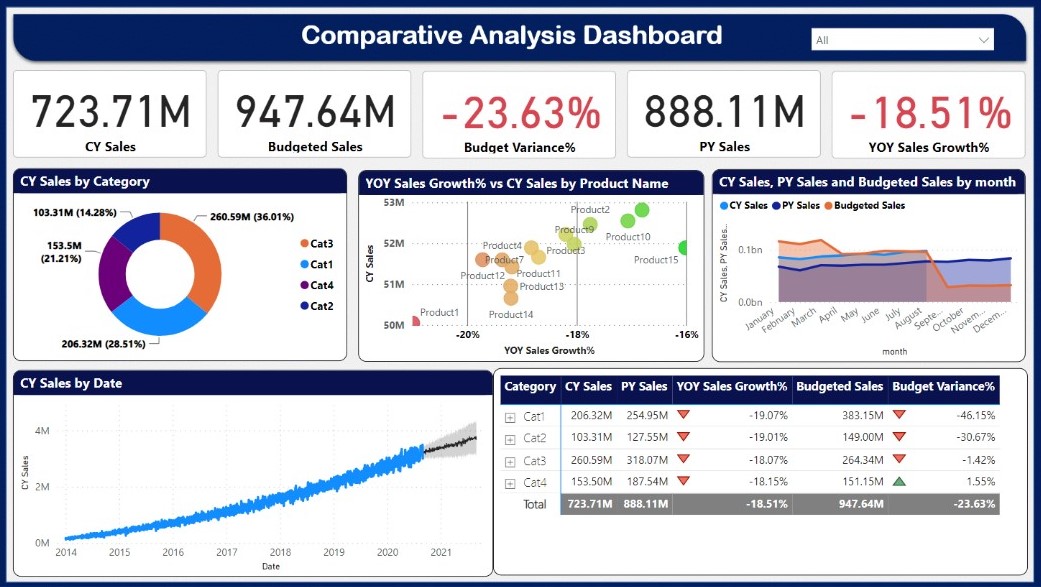 Comparative Analysis Dashboard
All
723.71M
CY Sales
947.64M
Budgeted Sales
-23.63%
Budget Variance%
888.11M
PY Sales
-18.51%
YOY Sales Growth%
CY Sales by Category
103.31M (14.28%)
260.59M (36.01%)
153.5M
(21.21%)
206.32M (28.51%)
Cat3
Cat1
Cat4
Cat2
YOY Sales Growth% vs CY Sales by Product Name
CY Sales
53M
52M
51M
50M
Product2
Product9
Product10
Product4
Product3
Product15
Product7
Product12
Product11
Product13
Product14
Product1
-20%
-18%
-16%
YOY Sales Growth%
CY Sales, PY Sales and Budgeted Sales by month
CY Sales
PY Sales
Budgeted Sales
CY Sales, PY Sales...
0.1bn
0.0bn
January
February
March
April
May
June
July
August
Septe...
October
Novem...
Decem...
month
CY Sales by Date
CY Sales
4M
2M
0M
2014 2015 2016 2017 2018 2019 2020 2021
Date
Category CY Sales PY Sales YOY Sales Growth% Budgeted Sales Budget Variance%
Cat1 206.32M 254.95M -19.07% 383.15M -46.15%
Cat2 103.31M 127.55M -19.01% 149.00M -30.67%
Cat3 260.59M 318.07M -18.07% 264.34M -1.42%
Cat4 153.50M 187.54M -18.15% 151.15M 1.55%
Total 723.71M 888.11M -18.51% 947.64M -23.63%